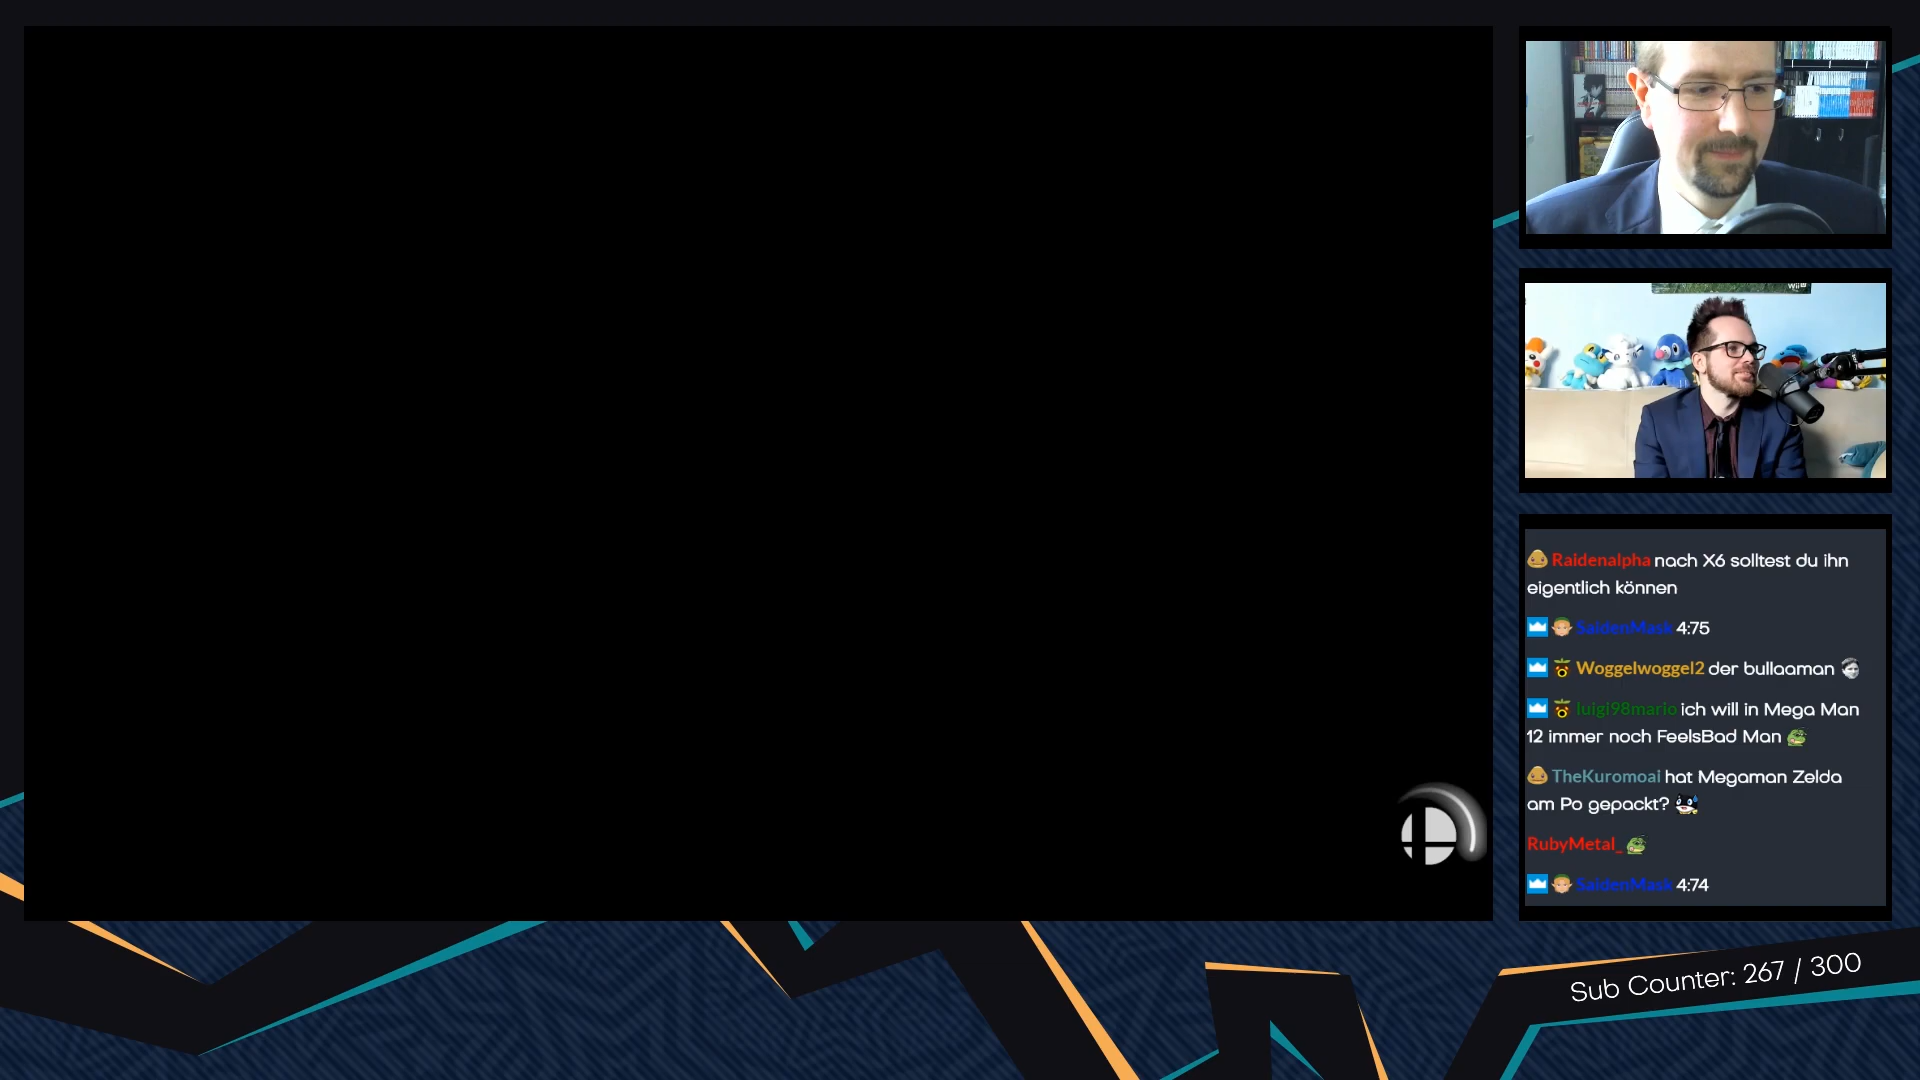 Wii U
Raidenalpha nach X6 solltest du ihn
eigentlich können
SaidenMask 4:75
Woggelwoggel2 der bullaaman
luigi98mario ich will in Mega Man
12 immer noch FeelsBad Man
TheKuromoai hat Megaman Zelda
am Po gepackt?
RubyMetal_
SaidenMask 4:74
Sub Counter: 267 / 300